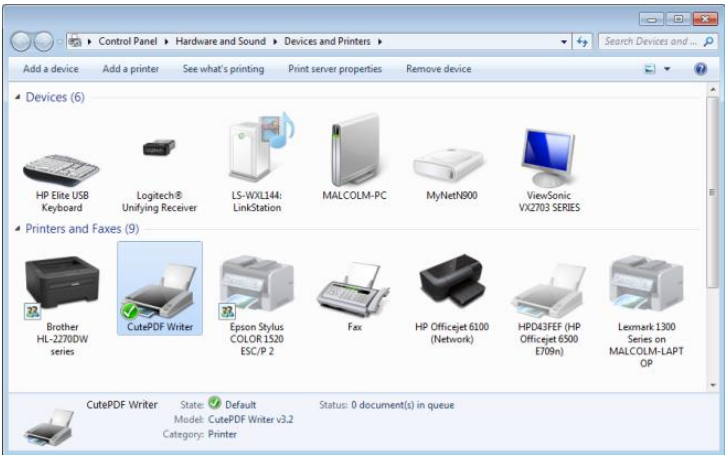 Control Panel ▸ Hardware and Sound ▸ Devices and Printers ▸
Search Devices and ...
Add a device Add a printer See what's printing Print server properties Remove device
Devices (6)
HP Elite USB
Keyboard
Logitech®
Unifying Receiver
LS-WXL144:
LinkStation
MALCOLM-PC
MyNetN900
ViewSonic
VX2703 SERIES
Printers and Faxes (9)
Brother
HL-2270DW
series
CutePDF Writer
Epson Stylus
COLOR 1520
ESC/P 2
Fax
HP Officejet 6100
(Network)
HPD43FEF (HP
Officejet 6500
E709n)
Lexmark 1300
Series on
MALCOLM-LAPT
OP
CutePDF Writer State: Default Status: 0 document(s) in queue
Model: CutePDF Writer v3.2
Category: Printer